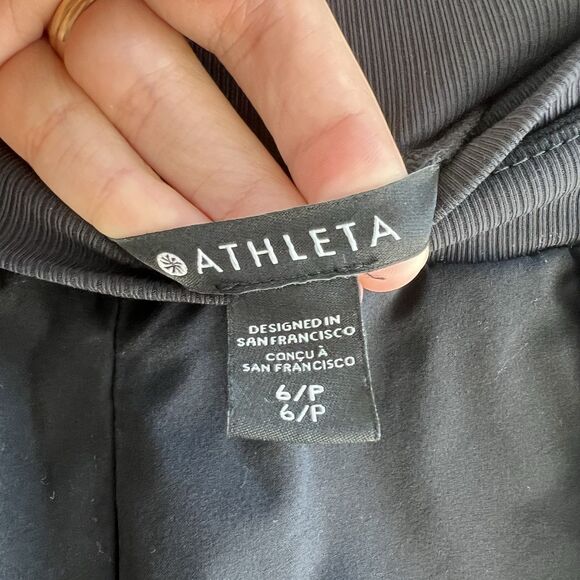 ATHLETA
DESIGNED IN
SAN FRANCISCO
CONÇU À
SAN FRANCISCO
6/P
6/P